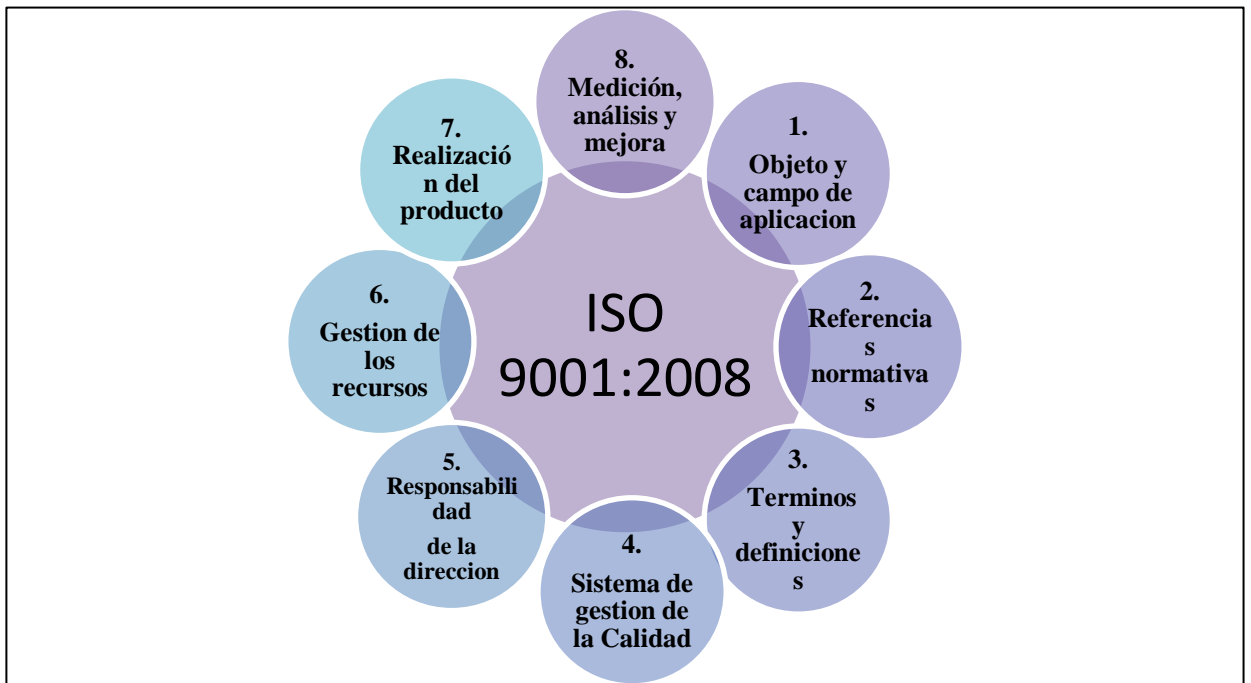 8.
Medición,
análisis y
mejora
1.
Objeto y
campo de
aplicacion
2.
Referencia
s
normativa
s
3.
Terminos
y
definicione
s
4.
Sistema de
gestion de
la Calidad
5.
Responsabili
dad
de la
direccion
6.
Gestion de
los
recursos
7.
Realizació
n del
producto
ISO
9001:2008